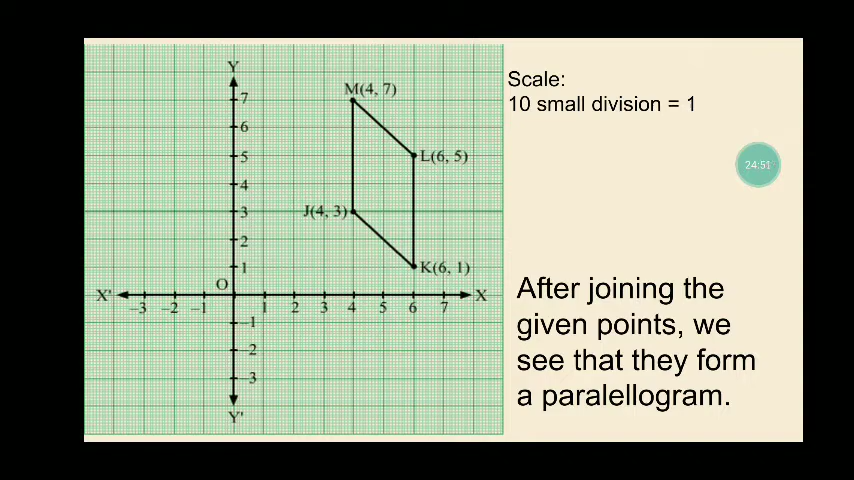 Scale:
10 small division = 1
24:51
Y
M(4, 7)
7
6
5
L(6, 5)
4
J(4, 3)
3
2
1
K(6, 1)
O
X'
X
–3 –2 –1 1 2 3 4 5 6 7
–1
–2
–3
Y'
After joining the
given points, we
see that they form
a paralellogram.